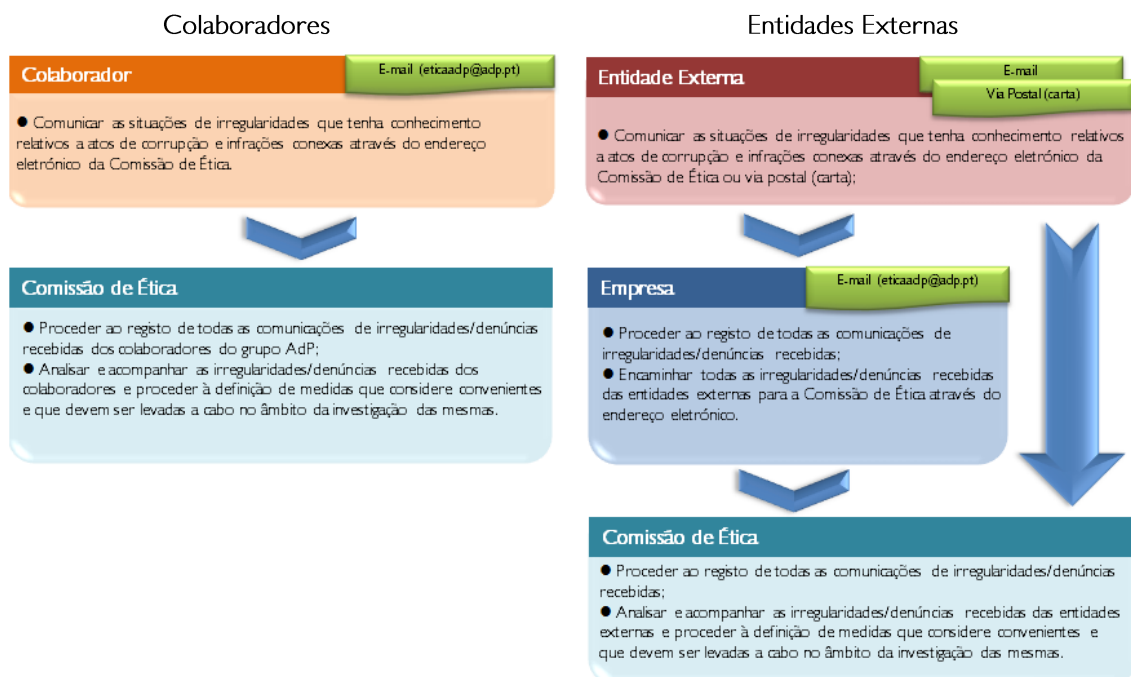 Colaboradores
Colaborador
E-mail (eticaadp@adp.pt)
● Comunicar as situações de irregularidades que tenha conhecimento
relativos a atos de corrupção e infrações conexas através do endereço
eletrónico da Comissão de Ética.
Comissão de Ética
● Proceder ao registo de todas as comunicações de irregularidades/denúncias
recebidas dos colaboradores do grupo AdP;
● Analisar e acompanhar as irregularidades/denúncias recebidas dos
colaboradores e proceder à definição de medidas que considere convenientes
e que devem ser levadas a cabo no âmbito da investigação das mesmas.
Entidades Externas
Entidade Externa
E-mail
Via Postal (carta)
● Comunicar as situações de irregularidades que tenha conhecimento relativos
a atos de corrupção e infrações conexas através do endereço eletrónico da
Comissão de Ética ou via postal (carta);
Empresa
E-mail (eticaadp@adp.pt)
● Proceder ao registo de todas as comunicações de
irregularidades/denúncias recebidas;
● Encaminhar todas as irregularidades/denúncias recebidas
das entidades externas para a Comissão de Ética através do
endereço eletrónico.
Comissão de Ética
● Proceder ao registo de todas as comunicações de irregularidades/denúncias
recebidas;
● Analisar e acompanhar as irregularidades/denúncias recebidas das entidades
externas e proceder à definição de medidas que considere convenientes e
que devem ser levadas a cabo no âmbito da investigação das mesmas.